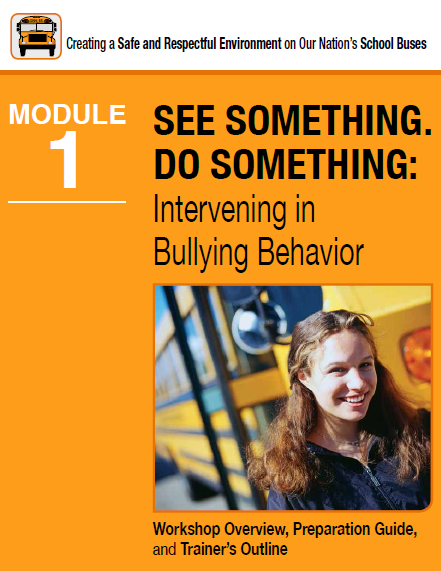 Creating a Safe and Respectful Environment on Our Nation's School Buses
MODULE
1
SEE SOMETHING.
DO SOMETHING:
Intervening in
Bullying Behavior
Workshop Overview, Preparation Guide,
and Trainer's Outline